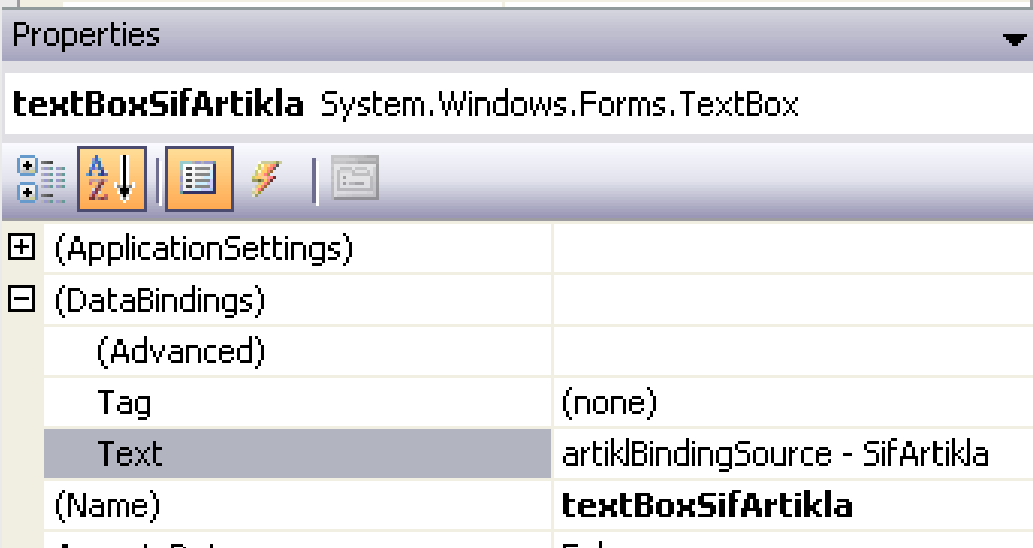 Properties
textBoxSifArtikla System.Windows.Forms.TextBox
(ApplicationSettings)
(DataBindings)
(Advanced)
Tag (none)
Text artiklBindingSource - SifArtikla
(Name) textBoxSifArtikla